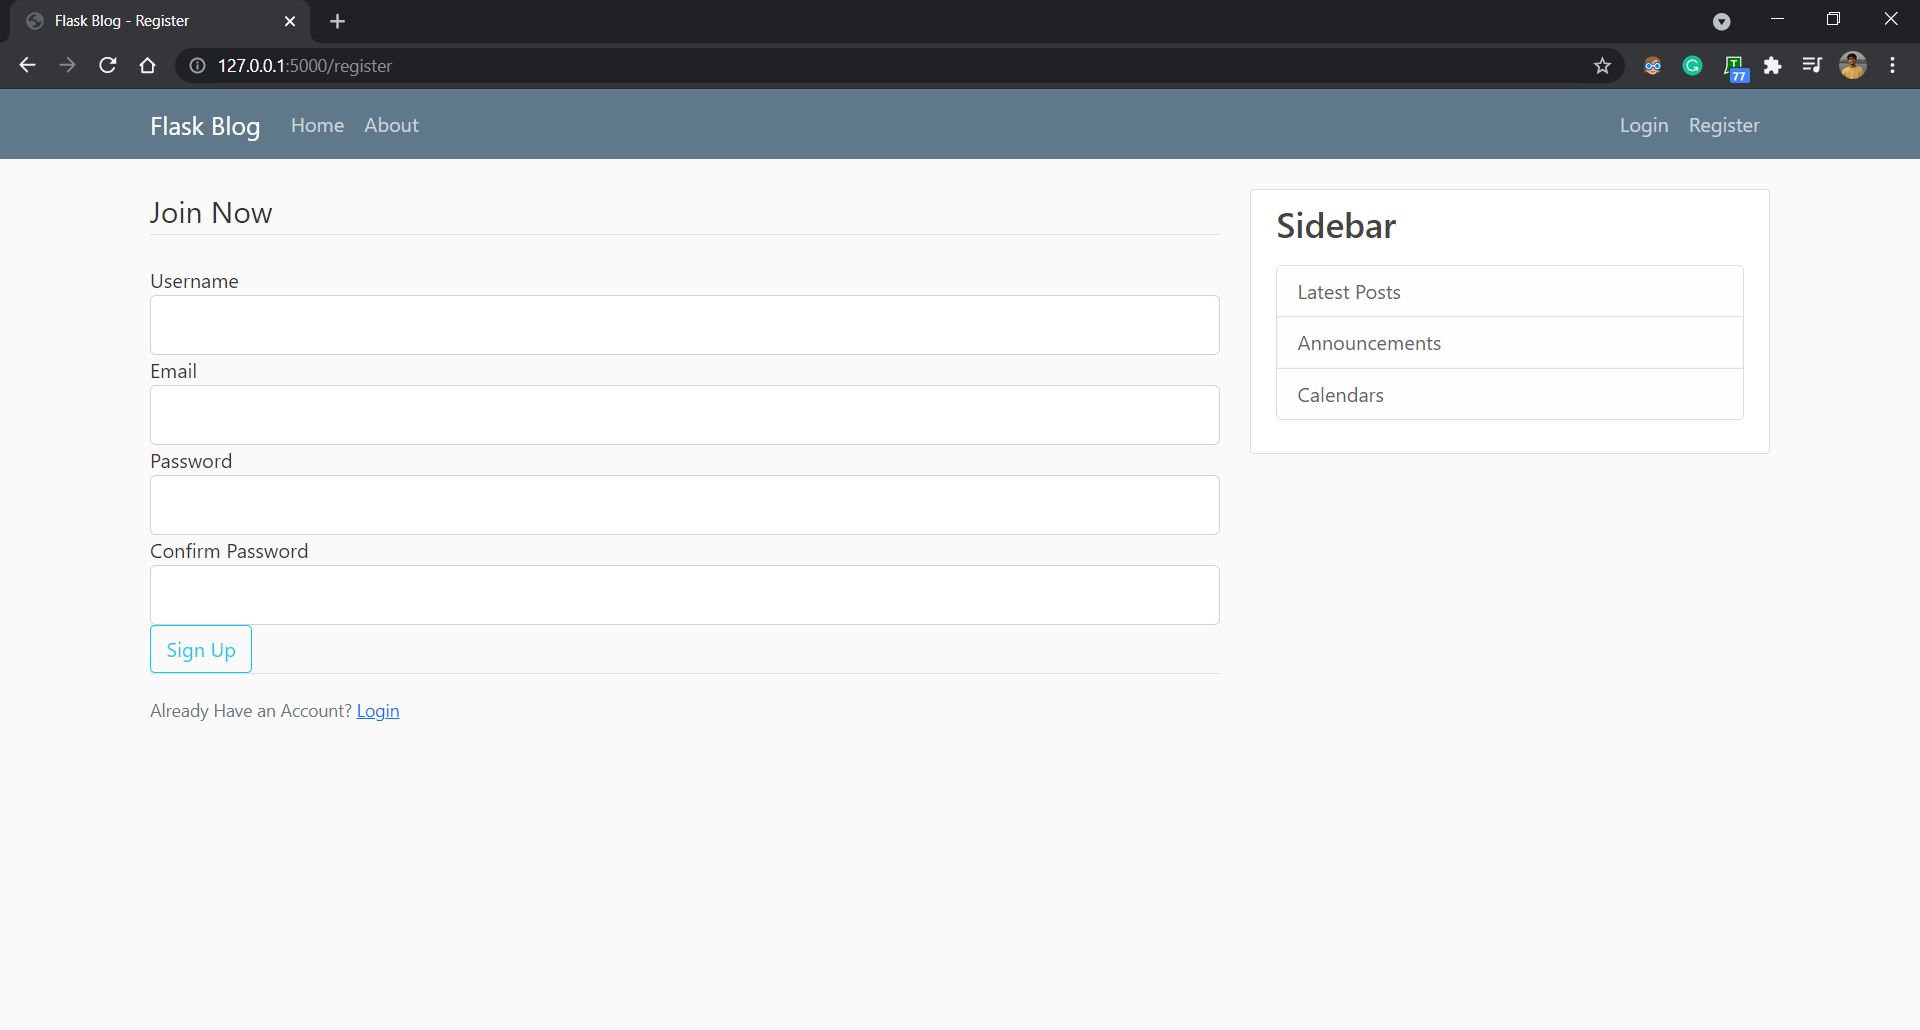 Flask Blog - Register
127.0.0.1:5000/register
77
Flask Blog Home About Login Register
Join Now
Username
Email
Password
Confirm Password
Sign Up
Already Have an Account? Login
Sidebar
Latest Posts
Announcements
Calendars